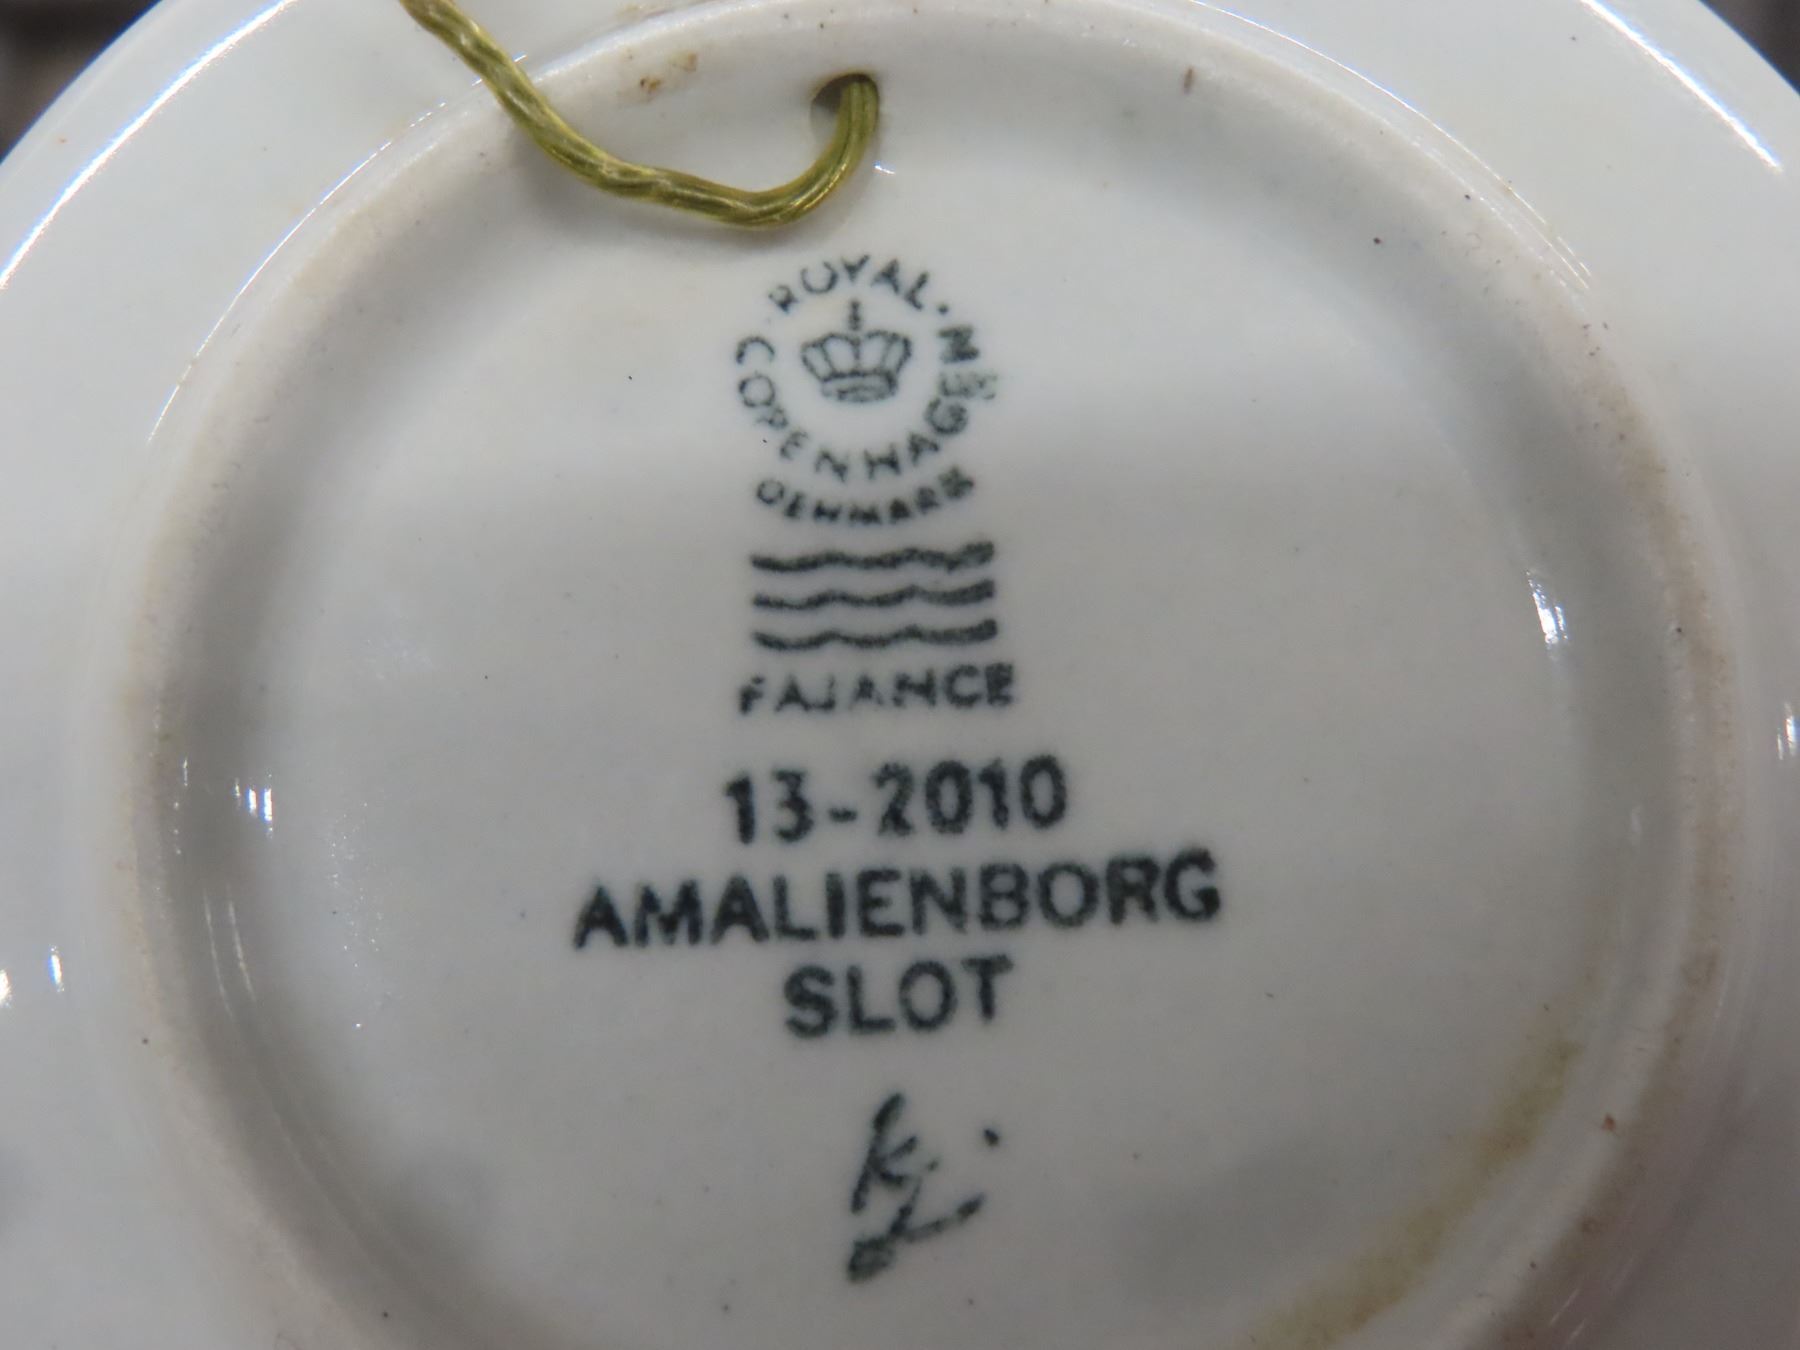 ROYAL · COPENHAGEN
DENMARK
FAJANCE
13-2010
AMALIENBORG
SLOT